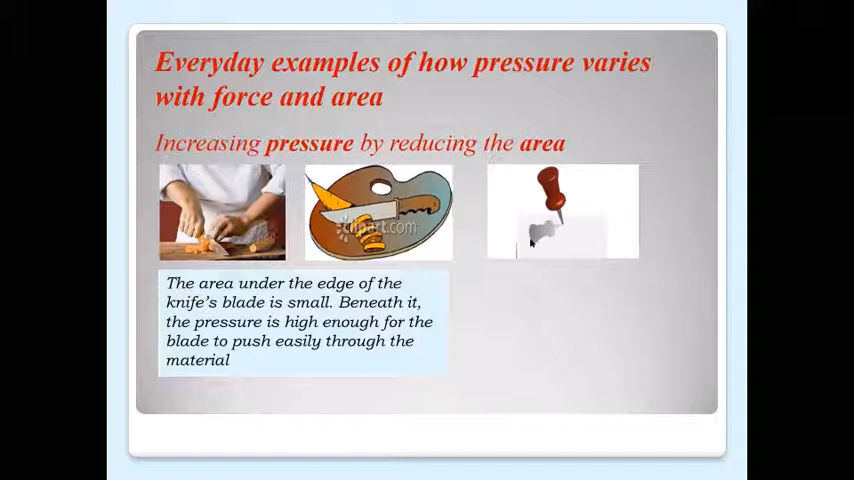 Everyday examples of how pressure varies
with force and area
Increasing pressure by reducing the area
clipart.com
The area under the edge of the
knife's blade is small. Beneath it,
the pressure is high enough for the
blade to push easily through the
material